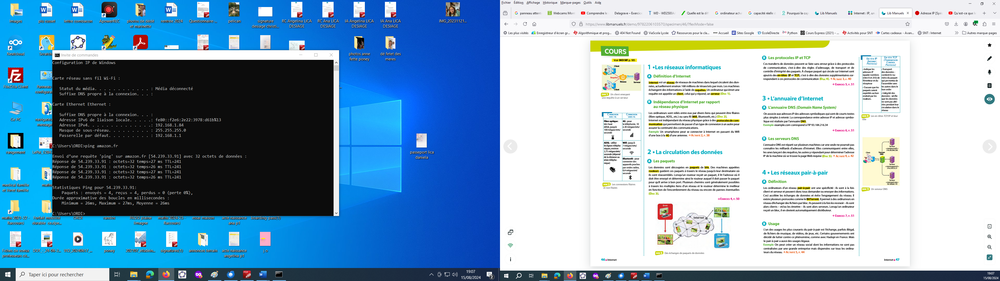 Images
plu cusset
lettre combacon
ApowerREC
photos de dédé et marinette
rentrée 2024
Questionnaire-...
pelican
signature desiage christi...
RC Angelina LICA DESIAGE
RC Ana LICA DESIAGE
IA Angelina LICA DESIAGE
IA Ana LICA DESIAGE
IMG_20231121...
Nextcloud
Scratch
photos anne fette poney
dé fetet des meres
FileZilla Client
Panneau configurat
Ce PC
navigateu message
rangement
LePal_12847
passeport lica daniela
medical famille et livret famille
maths
maths 2021-22 - Raccourci
Forfait mobilité durable_ce.dpe...
ORDI
randos
PADD plaine limagne
maths 2024-25 - Raccourci
essai maison
acte naissance ana p1
boarding-pass(1)
Fiches de voeux professeurs cit...
DDT_-_24-06-2...
VID_20240617_...
poney
202107_etudein...
signatures(1)
annonces terrain
acte naissance angelina p1
j o
Invite de commandes
Configuration IP de Windows
Carte réseau sans fil Wi-Fi :
Statut du média. . . . . . . . . . . . : Média déconnecté
Suffixe DNS propre à la connexion. . . :
Carte Ethernet Ethernet :
Suffixe DNS propre à la connexion. . . :
Adresse IPv6 de liaison locale. . . . .: fe80::f2e6:2e22:3978:d61b%13
Adresse IPv4. . . . . . . . . . . . . .: 192.168.1.84
Masque de sous-réseau. . . . . . . . . : 255.255.255.0
Passerelle par défaut. . . . . . . . . : 192.168.1.1
C:\Users\ORDI>ping amazon.fr
Envoi d’une requête 'ping' sur amazon.fr [54.239.33.91] avec 32 octets de données :
Réponse de 54.239.33.91 : octets=32 temps=27 ms TTL=241
Réponse de 54.239.33.91 : octets=32 temps=26 ms TTL=241
Réponse de 54.239.33.91 : octets=32 temps=27 ms TTL=241
Réponse de 54.239.33.91 : octets=32 temps=26 ms TTL=241
Statistiques Ping pour 54.239.33.91:
Paquets : envoyés = 4, reçus = 4, perdus = 0 (perte 0%),
Durée approximative des boucles en millisecondes :
Minimum = 26ms, Maximum = 27ms, Moyenne = 26ms
C:\Users\ORDI>
Taper ici pour rechercher
19:07
15/08/2024
2
Fichier Édition Affichage Historique Marque-pages Outils Aide
panneau attenti
Webcams Mont
Comprendre le
Delagrave – Exercice
Quelle est la dif
WD - WD2500A
ordinateur acha
capacité réelle d
Pourquoi la cap
Lib Manuels
Internet : IP, un
Lib Manuels
Adresse IP [Spé
Qu'est-ce que le
https://www.libmanuels.fr/demo/9782206103570/specimen/46/?flexMode=false
Les plus visités
Enregistreur d'écran gr...
Algorithmique et prog...
404 Not Found
ViaScola Lycée
Ressources pour la cla...
Accueil
Sites Google
EcoleDirecte
Python
Cours Express (2021) - ...
Activités pour SNT
Cartes cadeaux - Avan...
SNT : Internet
Autres marque-pages
COURS
Voir DICO SNT p. 185
Client
Requêtes
Réponses
Réseau
Serveur
Client
DOC 1 Un client envoyant
une requête à un serveur
CONNEXION AVEC FIL
CONNEXION SANS FIL
Fibre optique :
très haut
débit, jusqu'à
100 mégaoctets/
seconde
4G : pour
la téléphonie, 10
à 20 mégaoctets/
seconde
ADSL : utilise
les lignes télépho-
niques, environ
2,75 mégaoctets/
seconde (dépend
de la distance au
relais télépho-
nique)
Wifi : jusqu'à
7 mégaoctets/
seconde
Bluetooth : pour
connecter des
appareils proches
par ondes radios,
0,4 mégaoctet/
seconde
DOC 2 Les connexions filaires
et non filaires
1 • Les réseaux informatiques
A Définition d'Internet
Internet est un réseau de réseaux de machines dans lequel circulent des don-
nées, actuellement environ 168 millions de téraoctets par mois. Les machines
échangent des informations à l'aide de requêtes. Un ordinateur qui émet une
requête est appelée un client, celui qui y répond, un serveur (Doc 1).
B Indépendance d'Internet par rapport
au réseau physique
Les ordinateurs sont reliés entre eux par divers liens qui peuvent être filaires
(fibre optique, ADSL, etc.) ou sans fil (Wifi, Bluetooth, etc.) (Doc 2).
Internet est indépendant du réseau physique grâce à des protocoles de com-
munication qui permettent de passer d'un type de connexion à un autre pour
assurer la continuité des communications.
Exemple Un smartphone peut se connecter à Internet en passant du Wifi
d'une box à la 4G d'une antenne. → ACTIVITÉ 2, P. 38
2 • La circulation des données
A Les paquets
Les données sont découpées en paquets de bits. Des machines appelées
routeurs guident ces paquets à travers le réseau jusqu'à leur destinataire où
ils sont réassemblés. Lorsqu'un routeur reçoit un paquet, il lit l'adresse où il
doit être envoyé et détermine ainsi le routeur auquel il doit passer le paquet
pour qu'il arrive à bon port. Plusieurs chemins sont généralement possibles
à travers les multiples liens d'un réseau et le routeur détermine le meilleur
en fonction de l'encombrement du réseau ou encore de pannes éventuelles
(Doc 3).
→ EXERCICE 4, P. 50
Envoi
Internet
Réception
DOC 3 Des échanges de paquets de données
46 ■ Internet
B Les protocoles IP et TCP
Ces transferts de données peuvent se faire sans erreur grâce à des protocoles
de communication, c'est-à-dire des règles d'adressage, de transport et de
contrôle d'intégrité des paquets. À chaque paquet qui circule sur Internet sont
ajoutés des en-têtes (IP et TCP), c'est-à-dire des données supplémentaires cor-
respondant à ces protocoles de communication (Doc 4). → ACTIVITÉ 3, P. 40
→ EXERCICE 5, P. 51
3 • L'annuaire d'Internet
A L'annuaire DNS (Domain Name System)
On associe aux adresses IP des adresses symboliques qui sont de courts textes
plus simples à retenir. La correspondance entre adresse IP et adresse symbo-
lique est réalisée par l'annuaire DNS.
Exemple example.com correspond à l'IP 93.184.216.34
→ EXERCICE 6, P. 51
B Les serveurs DNS
L'annuaire DNS est réparti sur plusieurs machines car une seule ne pourrait pas
connaître les milliards d'adresses d'Internet. Elles communiquent entre elles,
les unes lançant des requêtes, les autres y répondant pour déterminer l'adresse
IP de la machine où se trouve la page Web requise (Doc 5). → ACTIVITÉ 4, P. 42
4 • Les réseaux pair-à-pair
A Définition
Les ordinateurs d'un réseau pair-à-pair ont une spécificité : ils sont à la fois
client et serveur et peuvent donc tous demander ou envoyer des informations.
Ceci accélère les échanges de données et évite l'engorgement du réseau. Il
existe plusieurs protocoles comme le BitTorrent. Il permet à des ordinateurs en
réseau d'échanger des fichiers par bloc. Ils peuvent à la fois les recevoir – ils sont
alors clients – et/ou les émettre – ils sont alors serveurs. Lorsqu'un ordinateur
reçoit un bloc, il en devient automatiquement distributeur.
→ EXERCICE 7, P. 51
B Usage
L'un des usages les plus courants du pair-à-pair est l'échange, parfois illégal,
de fichiers de musique, de vidéos, de jeux, etc. Certains gouvernements ont
décidé de lutter contre ce phénomène, comme avec Hadopi en France. Mais
le pair-à-pair a aussi des usages légaux.
Exemple On peut créer un réseau social dont les informations ne sont pas
centralisées par une grande entreprise mais dispersées sur tous les ordina-
teurs du réseau. → ACTIVITÉ 5, P. 44
EN-TÊTE IP (INTERNET PROTOCOL)
EN-TÊTE TCP (TRANSMISSION CONTROL PROTOCOL)
• Indique les
adresses IP
(quatre nombres
entre 0 et 255) de
l'émetteur et du
récepteur
• S'assure que les
paquets soient
expédiés au bon
endroit par les
routeurs.
• Transport
des données :
contient le nu-
méro du paquet
qui permettra de
l'assembler avec
les autres dans le
bon ordre
• Intégrité des
données : vérifie
que les données
ne sont pas alté-
rées pendant leur
circulation dans le
réseau
DOC 4 Les en-têtes TCP/IP et leur
rôle
Serveur
« monjournal.fr »
216.58.204.238
Client
Serveur DNS
Serveur
« monmagasin.fr »
216.239.32.27
Serveur
« monsport.org »
78.109.84.114
DOC 5 Un serveur DNS
Internet ■ 47
19:07
15/08/2024